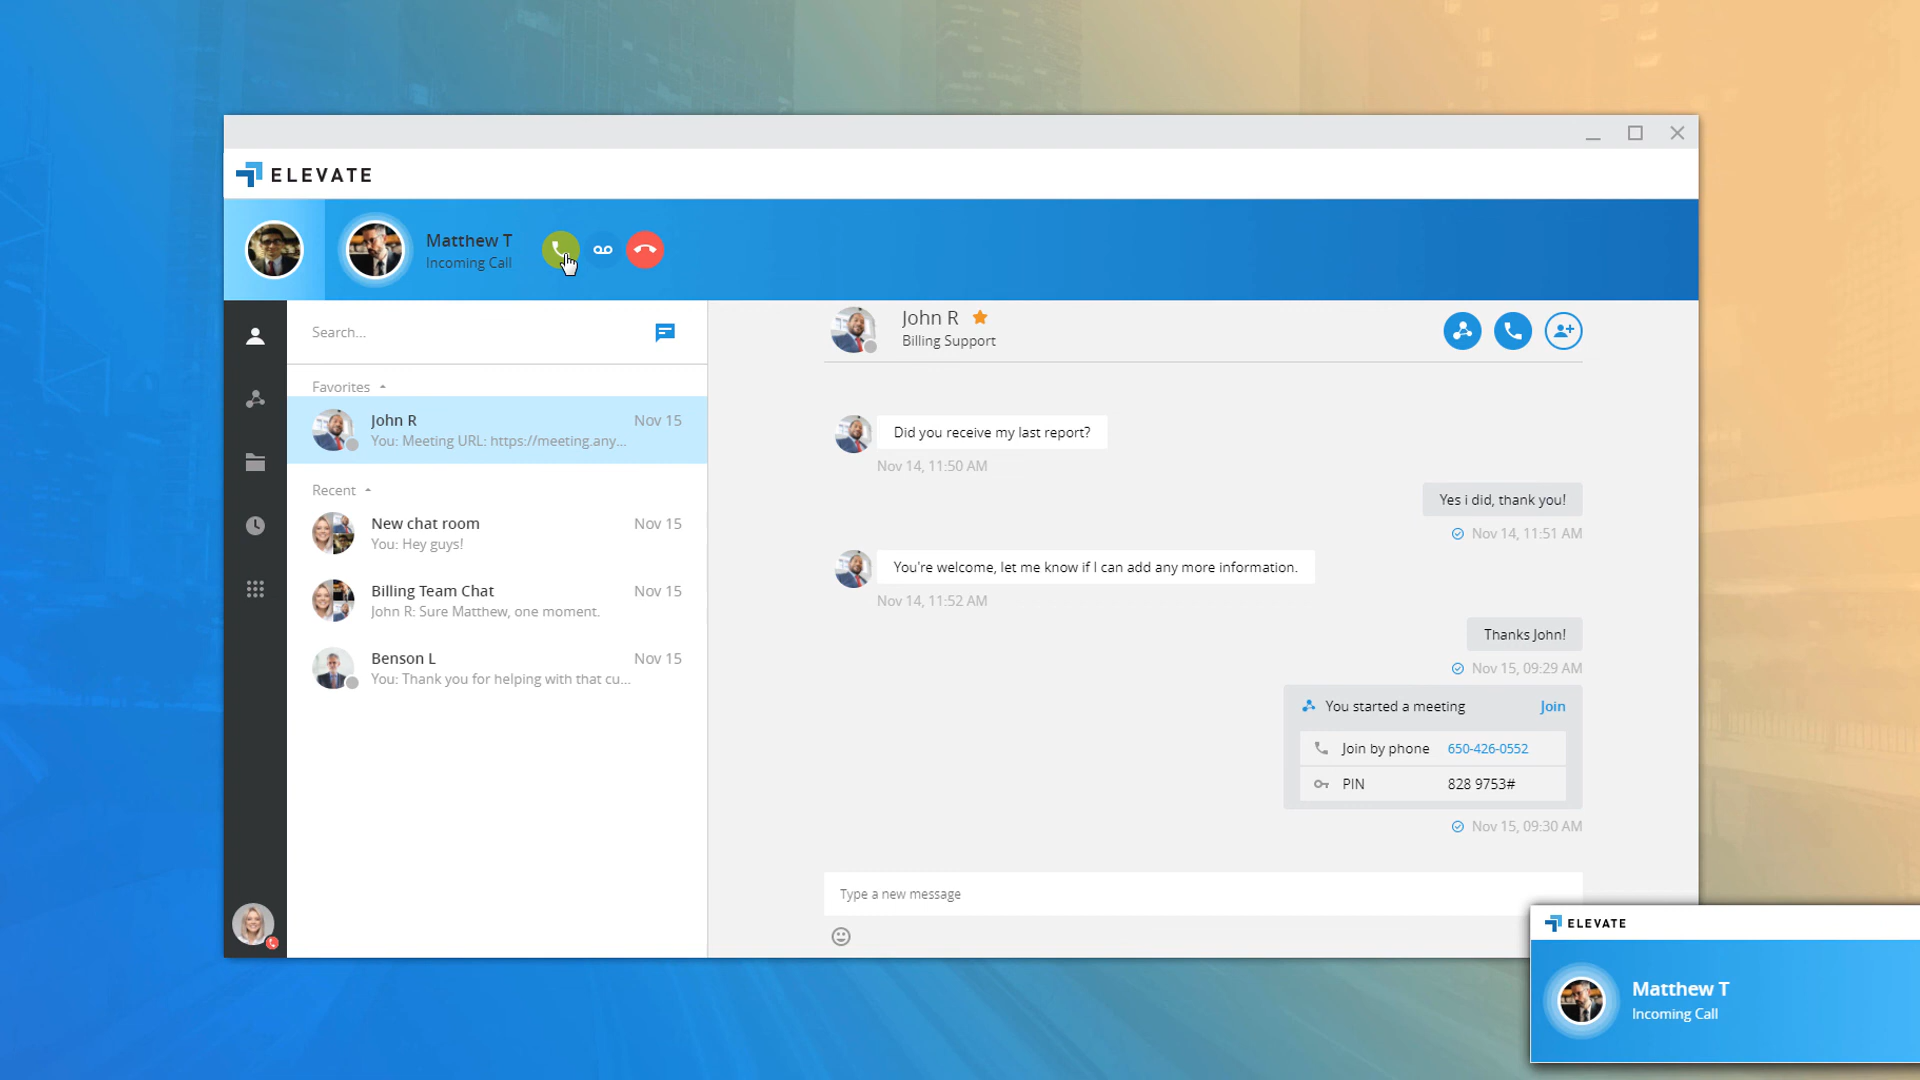 ELEVATE
Matthew T
Incoming Call
Search...
Favorites
John R
Nov 15
You: Meeting URL: https://meeting.any...
Recent
New chat room
Nov 15
You: Hey guys!
Billing Team Chat
Nov 15
John R: Sure Matthew, one moment.
Benson L
Nov 15
You: Thank you for helping with that cu...
John R
Billing Support
Did you receive my last report?
Nov 14, 11:50 AM
Yes i did, thank you!
Nov 14, 11:51 AM
You're welcome, let me know if I can add any more information.
Nov 14, 11:52 AM
Thanks John!
Nov 15, 09:29 AM
You started a meeting Join
Join by phone 650-426-0552
PIN 828 9753#
Nov 15, 09:30 AM
Type a new message
ELEVATE
Matthew T
Incoming Call